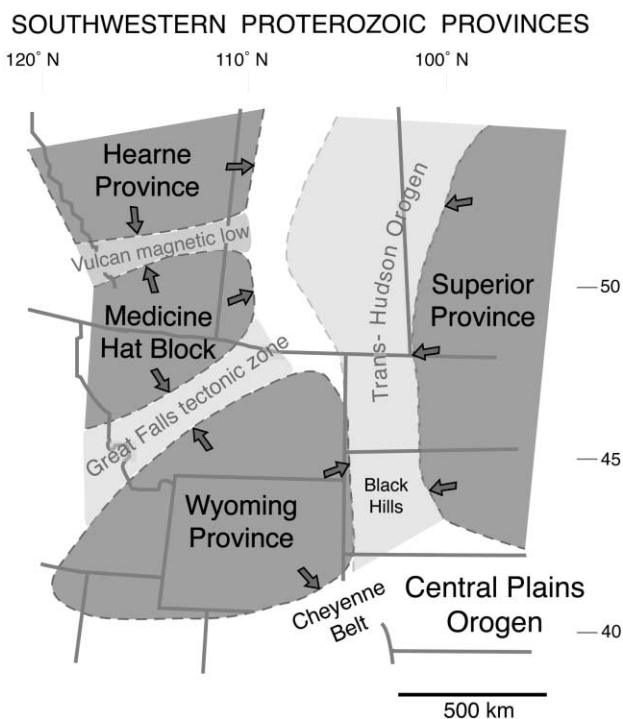 SOUTHWESTERN PROTEROZOIC PROVINCES
120° N
110° N
100° N
Hearne
Province
Vulcan magnetic low
Medicine
Hat Block
Great Falls tectonic zone
Trans- Hudson Orogen
Superior
Province
50
45
Wyoming
Province
Black
Hills
Cheyenne
Belt
Central Plains
Orogen
40
500 km